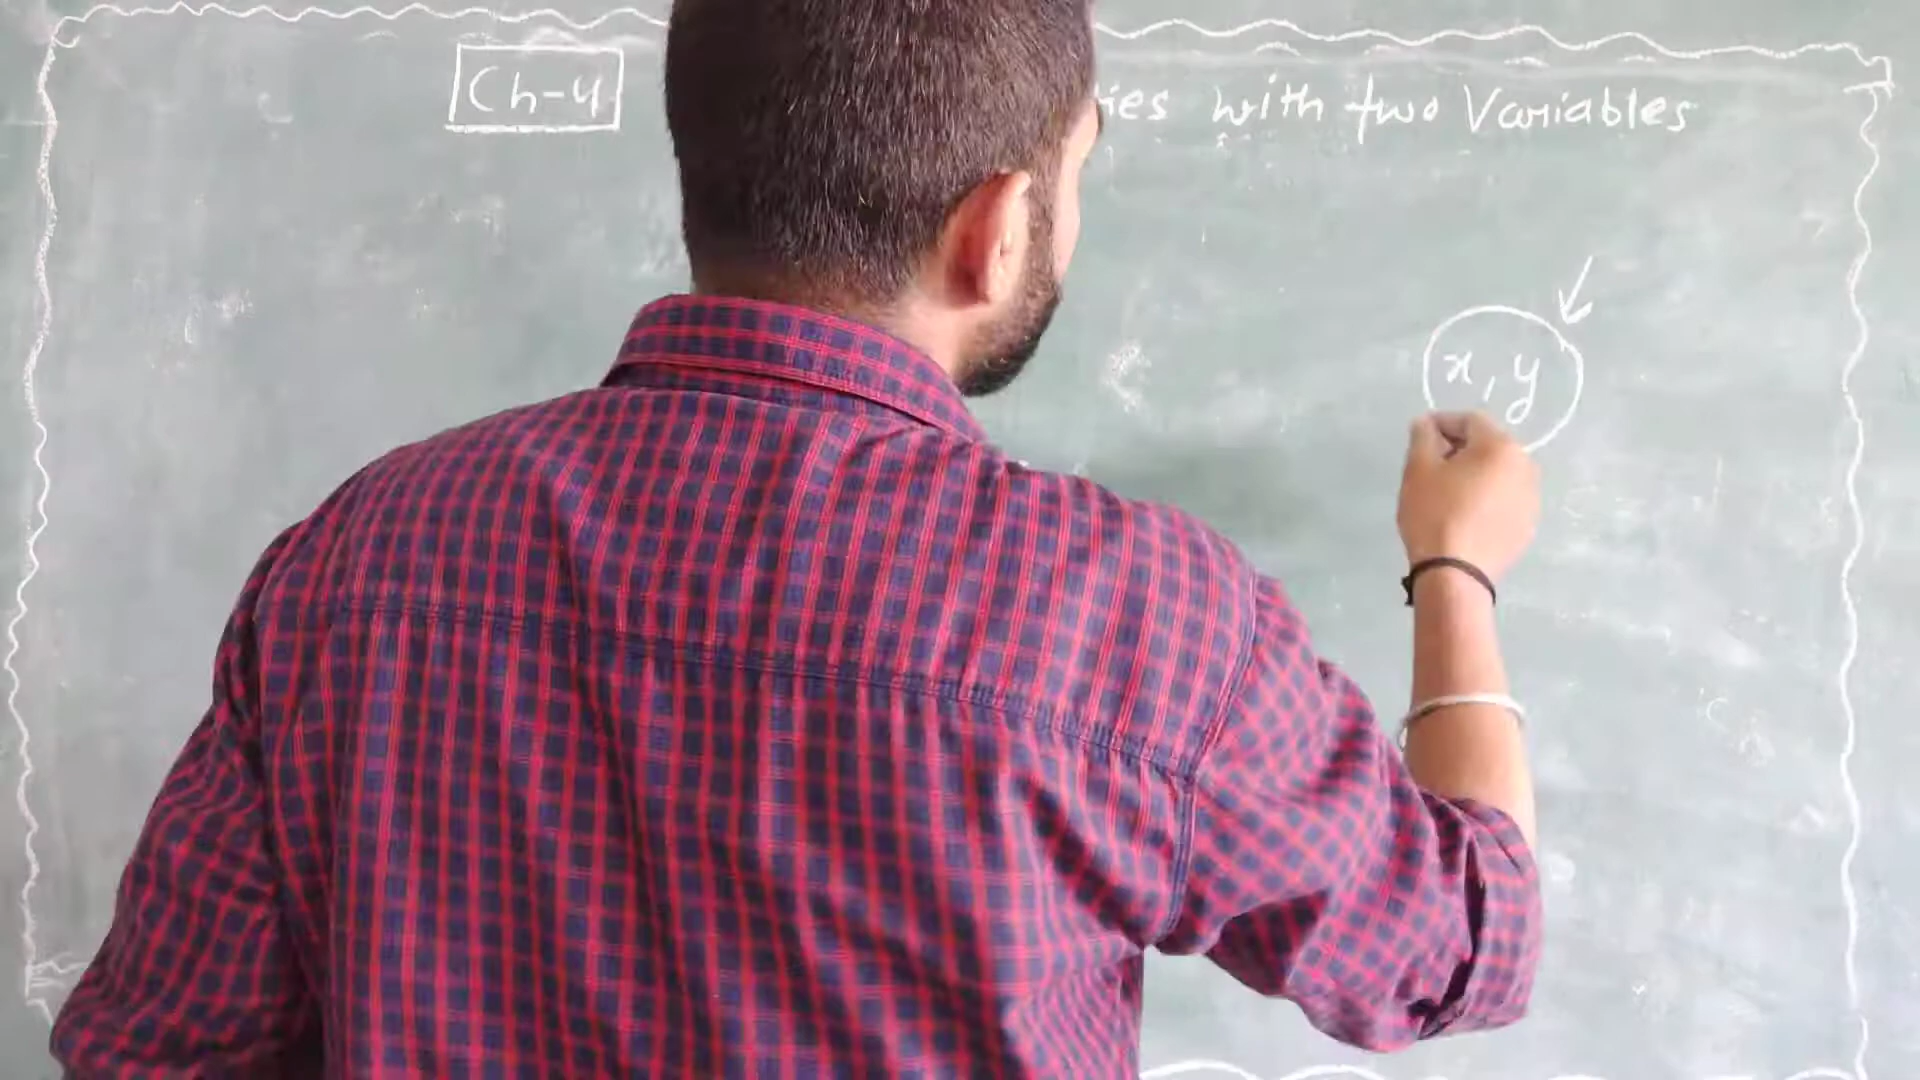 Ch-4 ies with two Variables
x, y